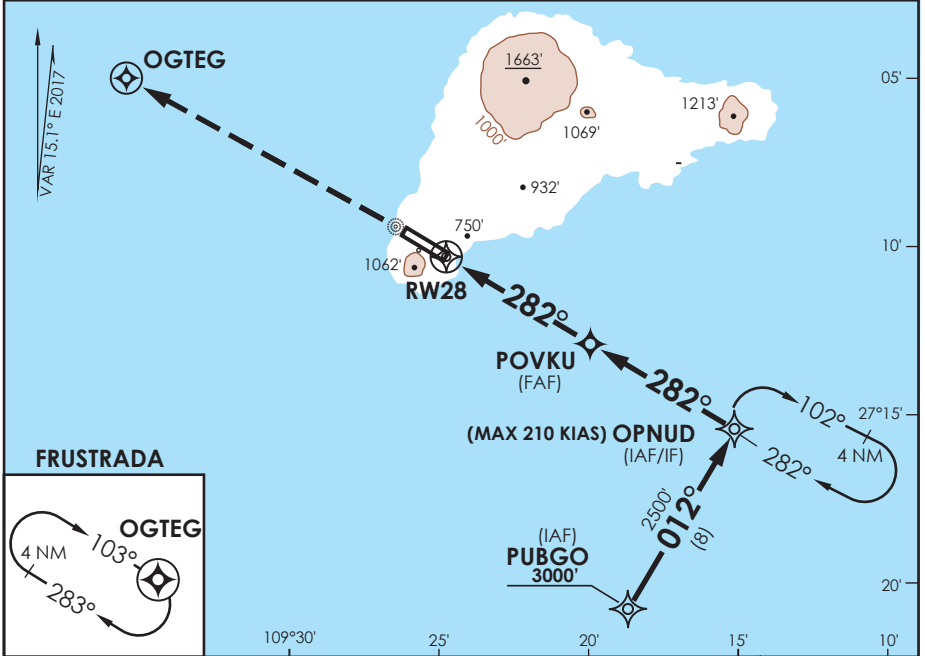 OGTEG
VAR 15.1° E 2017
1663'
1000'
1069'
1213'
05'
932'
750'
10'
1062'
RW28
282°
POVKU
(FAF)
282°
(MAX 210 KIAS) OPNUD
(IAF/IF)
102°
27°15'
4 NM
282°
FRUSTRADA
OGTEG
103°
4 NM
283°
2500'
012°
(8)
(IAF)
PUBGO
3000'
20'
109°30'
25'
20'
15'
10'